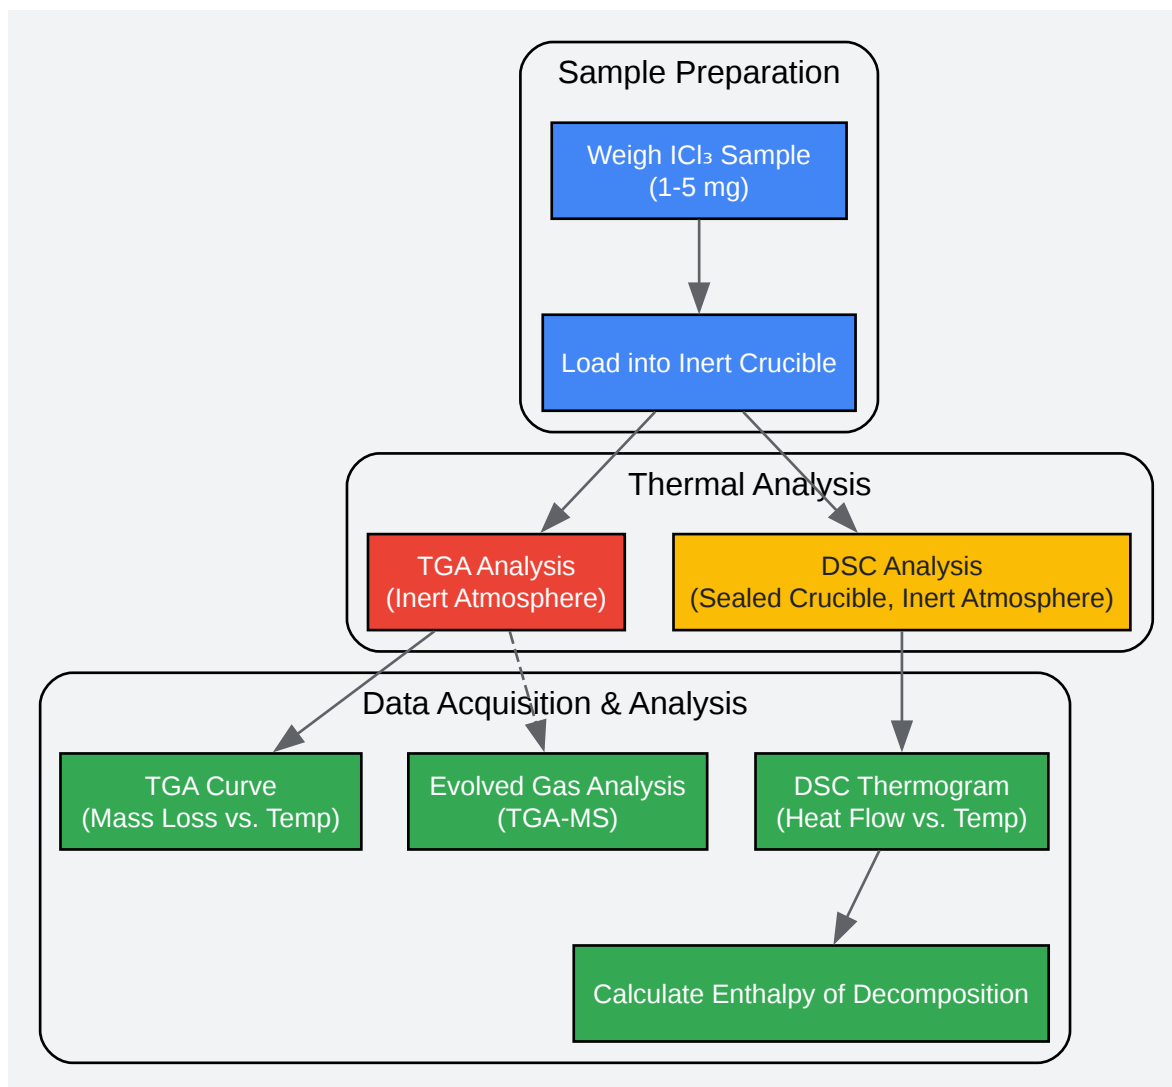 Sample Preparation
Weigh ICl₃ Sample
(1-5 mg)
Load into Inert Crucible
Thermal Analysis
TGA Analysis
(Inert Atmosphere)
DSC Analysis
(Sealed Crucible, Inert Atmosphere)
Data Acquisition & Analysis
TGA Curve
(Mass Loss vs. Temp)
Evolved Gas Analysis
(TGA-MS)
DSC Thermogram
(Heat Flow vs. Temp)
Calculate Enthalpy of Decomposition